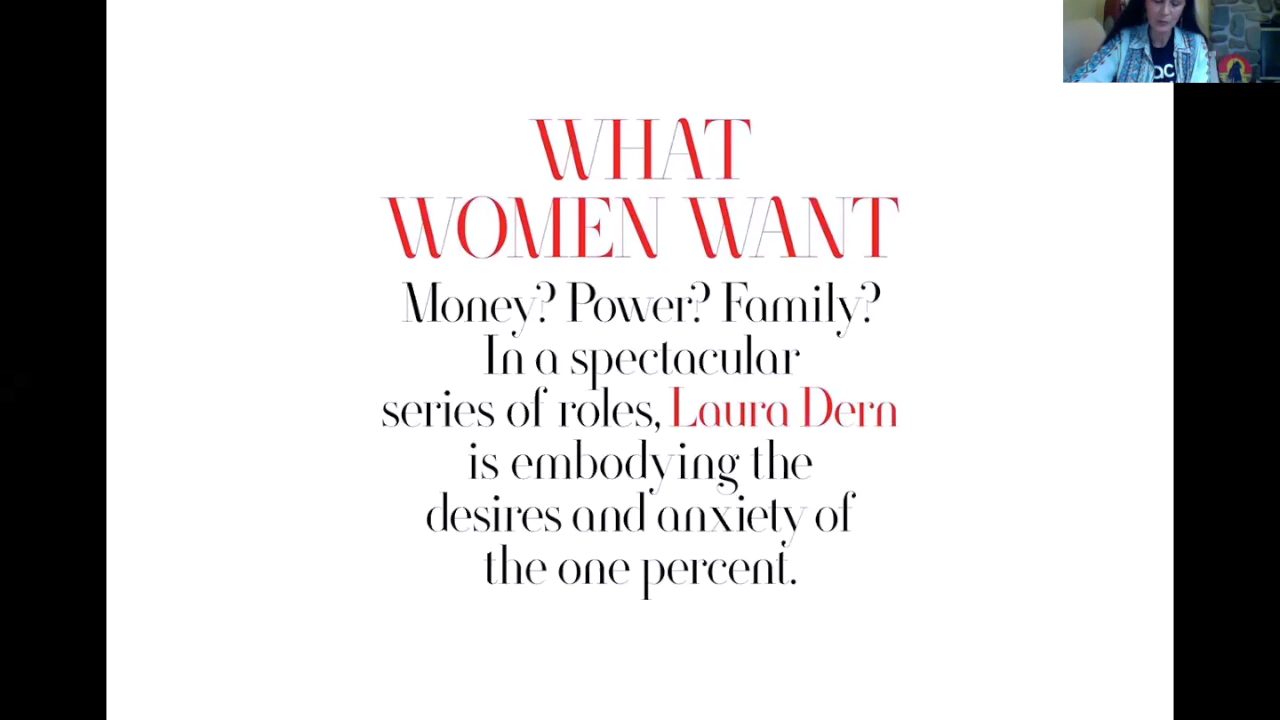 WHAT
WOMEN WANT
Money? Power? Family?
In a spectacular
series of roles, Laura Dern
is embodying the
desires and anxiety of
the one percent.